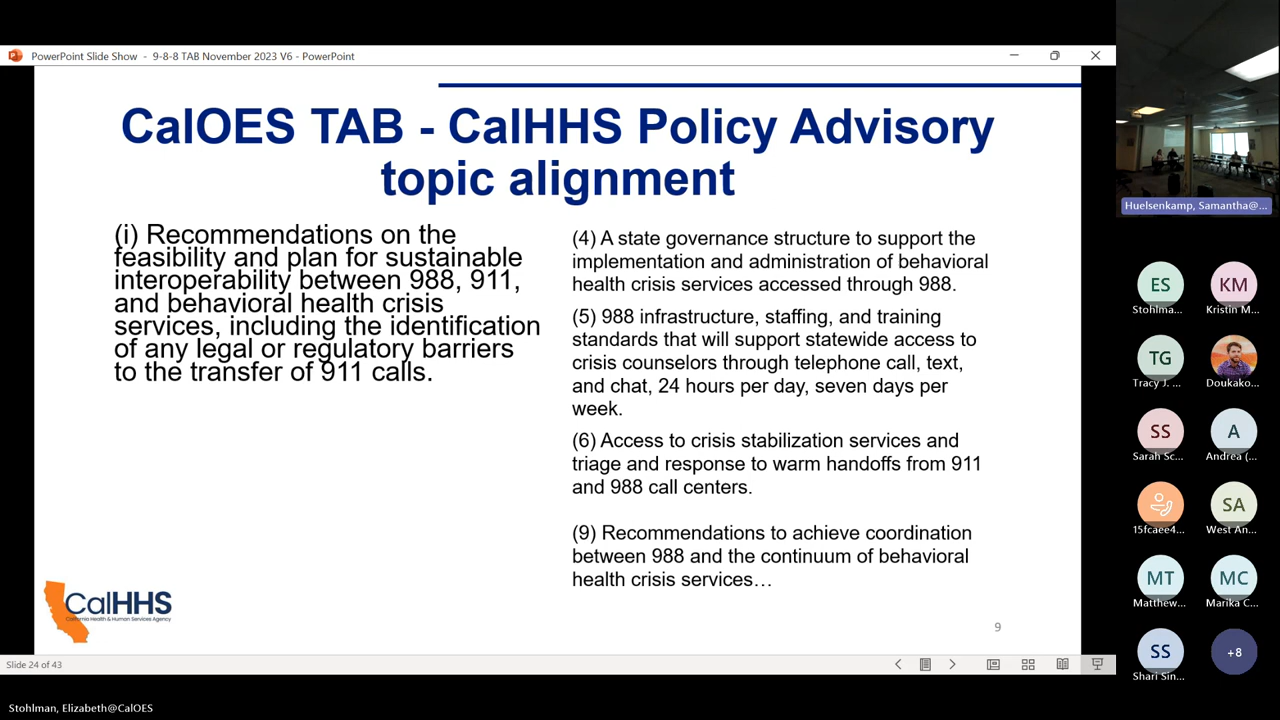 PowerPoint Slide Show - 9-8-8 TAB November 2023 V6 - PowerPoint
CalOES TAB - CalHHS Policy Advisory
topic alignment
(i) Recommendations on the
feasibility and plan for sustainable
interoperability between 988, 911,
and behavioral health crisis
services, including the identification
of any legal or regulatory barriers
to the transfer of 911 calls.
(4) A state governance structure to support the
implementation and administration of behavioral
health crisis services accessed through 988.
(5) 988 infrastructure, staffing, and training
standards that will support statewide access to
crisis counselors through telephone call, text,
and chat, 24 hours per day, seven days per
week.
(6) Access to crisis stabilization services and
triage and response to warm handoffs from 911
and 988 call centers.
(9) Recommendations to achieve coordination
between 988 and the continuum of behavioral
health crisis services…
CalHHS
California Health & Human Services Agency
9
Slide 24 of 43
Stohlman, Elizabeth@CalOES
Huelsenkamp, Samantha@...
ES
Stohlma...
KM
Kristin M...
TG
Tracy J. ...
Doukako...
SS
Sarah Sc...
A
Andrea (...
15fcaee4...
SA
West An...
MT
Matthew...
MC
Marika C...
SS
Shari Sin...
+8